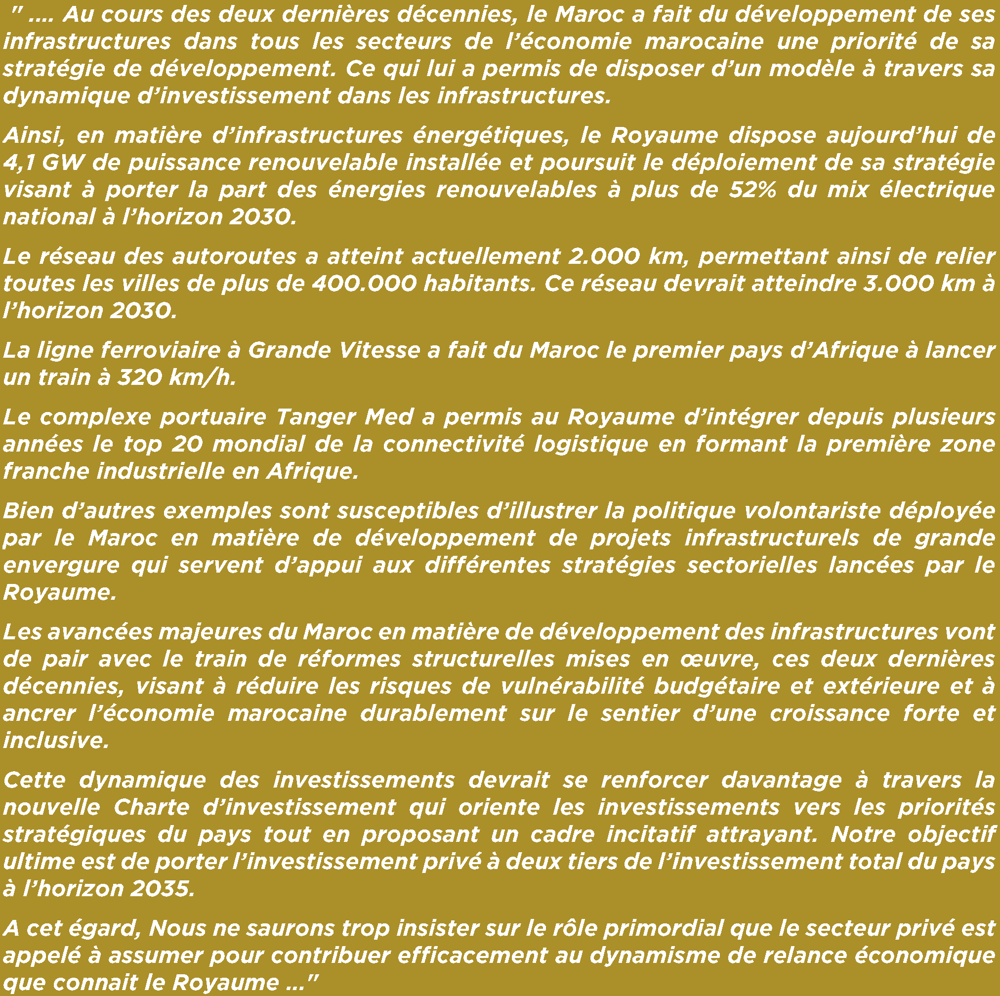 " .... Au cours des deux dernières décennies, le Maroc a fait du développement de ses
infrastructures dans tous les secteurs de l’économie marocaine une priorité de sa
stratégie de développement. Ce qui lui a permis de disposer d’un modèle à travers sa
dynamique d’investissement dans les infrastructures.
Ainsi, en matière d’infrastructures énergétiques, le Royaume dispose aujourd’hui de
4,1 GW de puissance renouvelable installée et poursuit le déploiement de sa stratégie
visant à porter la part des énergies renouvelables à plus de 52% du mix électrique
national à l’horizon 2030.
Le réseau des autoroutes a atteint actuellement 2.000 km, permettant ainsi de relier
toutes les villes de plus de 400.000 habitants. Ce réseau devrait atteindre 3.000 km à
l’horizon 2030.
La ligne ferroviaire à Grande Vitesse a fait du Maroc le premier pays d’Afrique à lancer
un train à 320 km/h.
Le complexe portuaire Tanger Med a permis au Royaume d’intégrer depuis plusieurs
années le top 20 mondial de la connectivité logistique en formant la première zone
franche industrielle en Afrique.
Bien d’autres exemples sont susceptibles d’illustrer la politique volontariste déployée
par le Maroc en matière de développement de projets infrastructurels de grande
envergure qui servent d’appui aux différentes stratégies sectorielles lancées par le
Royaume.
Les avancées majeures du Maroc en matière de développement des infrastructures vont
de pair avec le train de réformes structurelles mises en œuvre, ces deux dernières
décennies, visant à réduire les risques de vulnérabilité budgétaire et extérieure et à
ancrer l’économie marocaine durablement sur le sentier d’une croissance forte et
inclusive.
Cette dynamique des investissements devrait se renforcer davantage à travers la
nouvelle Charte d’investissement qui oriente les investissements vers les priorités
stratégiques du pays tout en proposant un cadre incitatif attrayant. Notre objectif
ultime est de porter l’investissement privé à deux tiers de l’investissement total du pays
à l’horizon 2035.
A cet égard, Nous ne saurons trop insister sur le rôle primordial que le secteur privé est
appelé à assumer pour contribuer efficacement au dynamisme de relance économique
que connait le Royaume ..."